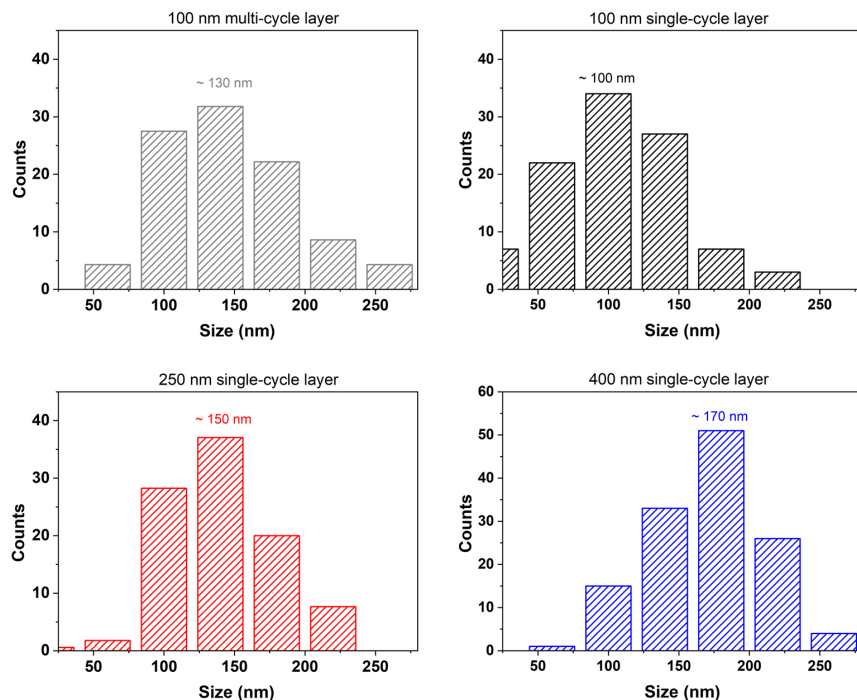 100 nm multi-cycle layer
~ 130 nm
Counts
40
30
20
10
0
50 100 150 200 250
Size (nm)
100 nm single-cycle layer
~ 100 nm
Counts
40
30
20
10
0
50 100 150 200 250
Size (nm)
250 nm single-cycle layer
~ 150 nm
Counts
40
30
20
10
0
50 100 150 200 250
Size (nm)
400 nm single-cycle layer
~ 170 nm
Counts
60
50
40
30
20
10
0
50 100 150 200 250
Size (nm)